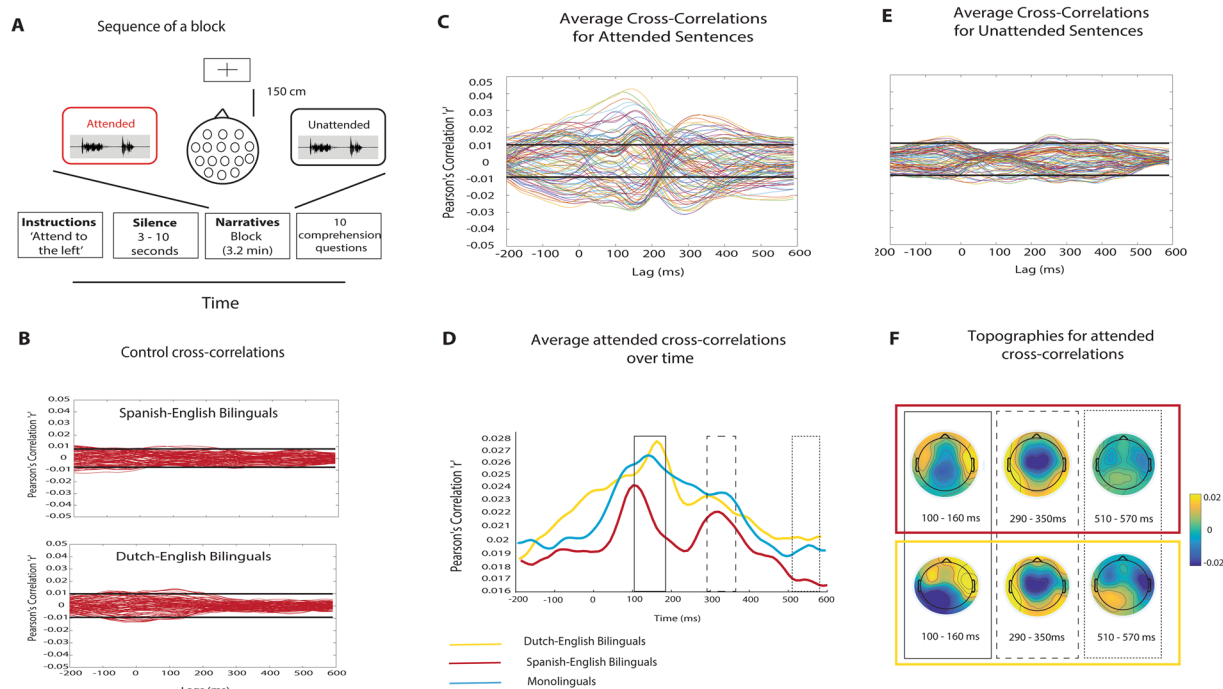 A
Sequence of a block
150 cm
Attended
Unattended
Instructions
'Attend to
the left'
Silence
3 - 10
seconds
Narratives
Block
(3.2 min)
10
comprehension
questions
Time
B
Control cross-correlations
Spanish-English Bilinguals
Pearson's Correlation 'r'
0.05
0.04
0.03
0.02
0.01
0
-0.01
-0.02
-0.03
-0.04
-0.05
-200 -100 0 100 200 300 400 500 600
Dutch-English Bilinguals
Pearson's Correlation 'r'
0.05
0.04
0.03
0.02
0.01
0
-0.01
-0.02
-0.03
-0.04
-0.05
-200 -100 0 100 200 300 400 500 600
C
Average Cross-Correlations
for Attended Sentences
Pearson's Correlation 'r'
0.05
0.04
0.03
0.02
0.01
0
-0.01
-0.02
-0.03
-0.04
-0.05
-200 -100 0 100 200 300 400 500 600
Lag (ms)
D
Average attended cross-correlations
over time
Pearson's Correlation 'r'
0.028
0.027
0.026
0.025
0.024
0.023
0.022
0.021
0.02
0.019
0.018
0.017
0.016
-200 -100 0 100 200 300 400 500 600
Time (ms)
Dutch-English Bilinguals
Spanish-English Bilinguals
Monolinguals
E
Average Cross-Correlations
for Unattended Sentences
-200 -100 0 100 200 300 400 500 600
Lag (ms)
F
Topographies for attended
cross-correlations
100 - 160 ms
290 - 350 ms
510 - 570 ms
0.02
0
-0.02
100 - 160 ms
290 - 350ms
510 - 570 ms